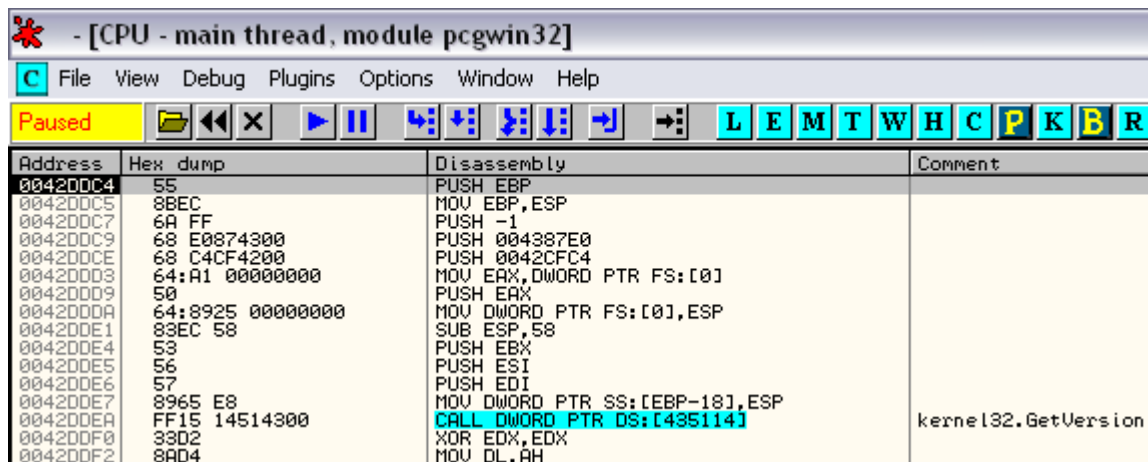 - [CPU - main thread, module pcgwin32]
C File View Debug Plugins Options Window Help
Paused L E M T W H C P K B R
Address Hex dump Disassembly Comment
0042DDC4 55 PUSH EBP
0042DDC5 8BEC MOV EBP,ESP
0042DDC7 6A FF PUSH -1
0042DDC9 68 E0874300 PUSH 004387E0
0042DDCE 68 C4CF4200 PUSH 0042CFC4
0042DDD3 64:A1 00000000 MOV EAX,DWORD PTR FS:[0]
0042DDD9 50 PUSH EAX
0042DDDA 64:8925 00000000 MOV DWORD PTR FS:[0],ESP
0042DDE1 83EC 58 SUB ESP,58
0042DDE4 53 PUSH EBX
0042DDE5 56 PUSH ESI
0042DDE6 57 PUSH EDI
0042DDE7 8965 E8 MOV DWORD PTR SS:[EBP-18],ESP
0042DDEA FF15 14514300 CALL DWORD PTR DS:[435114] kernel32.GetVersion
0042DDF0 33D2 XOR EDX,EDX
0042DDF2 8AD4 MOV DL,AH